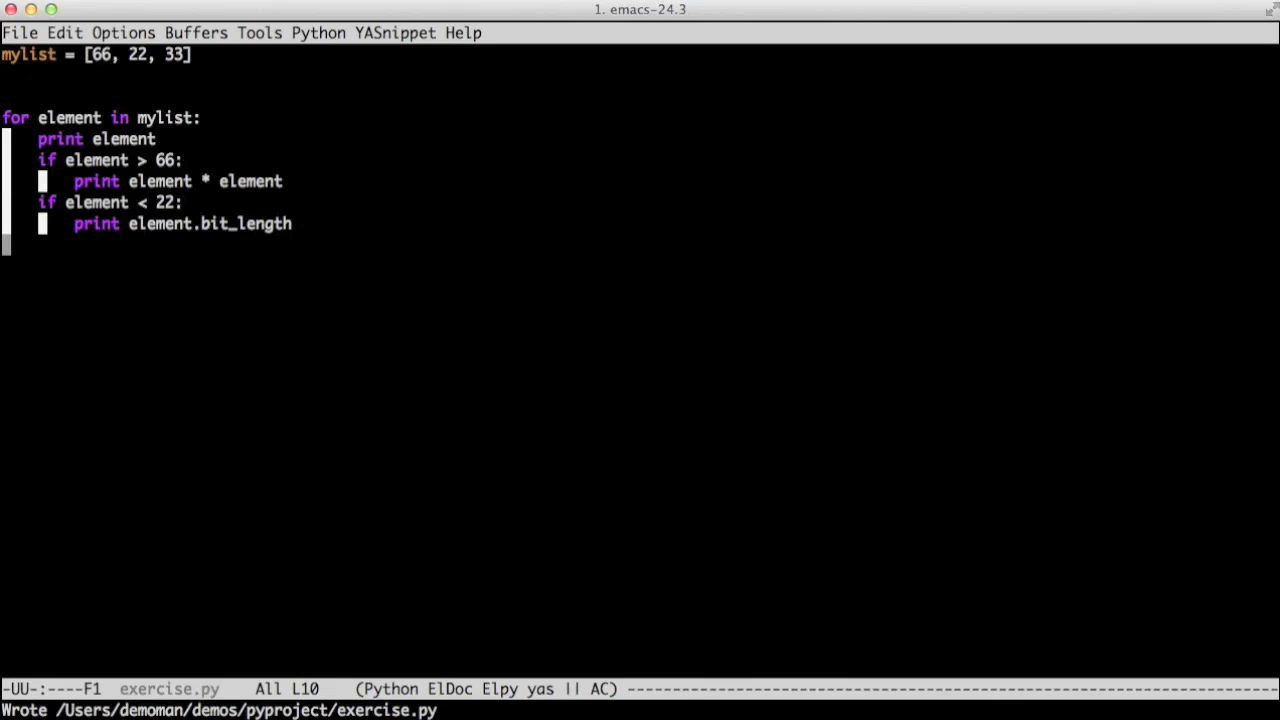 1. emacs-24.3
File Edit Options Buffers Tools Python YASnippet Help
mylist = [66, 22, 33]
for element in mylist:
    print element
    if element > 66:
        print element * element
    if element < 22:
        print element.bit_length
-UU-:----F1  exercise.py    All L10    (Python ElDoc Elpy yas || AC) ------------------------------------------------------------------------
Wrote /Users/demoman/demos/pyproject/exercise.py